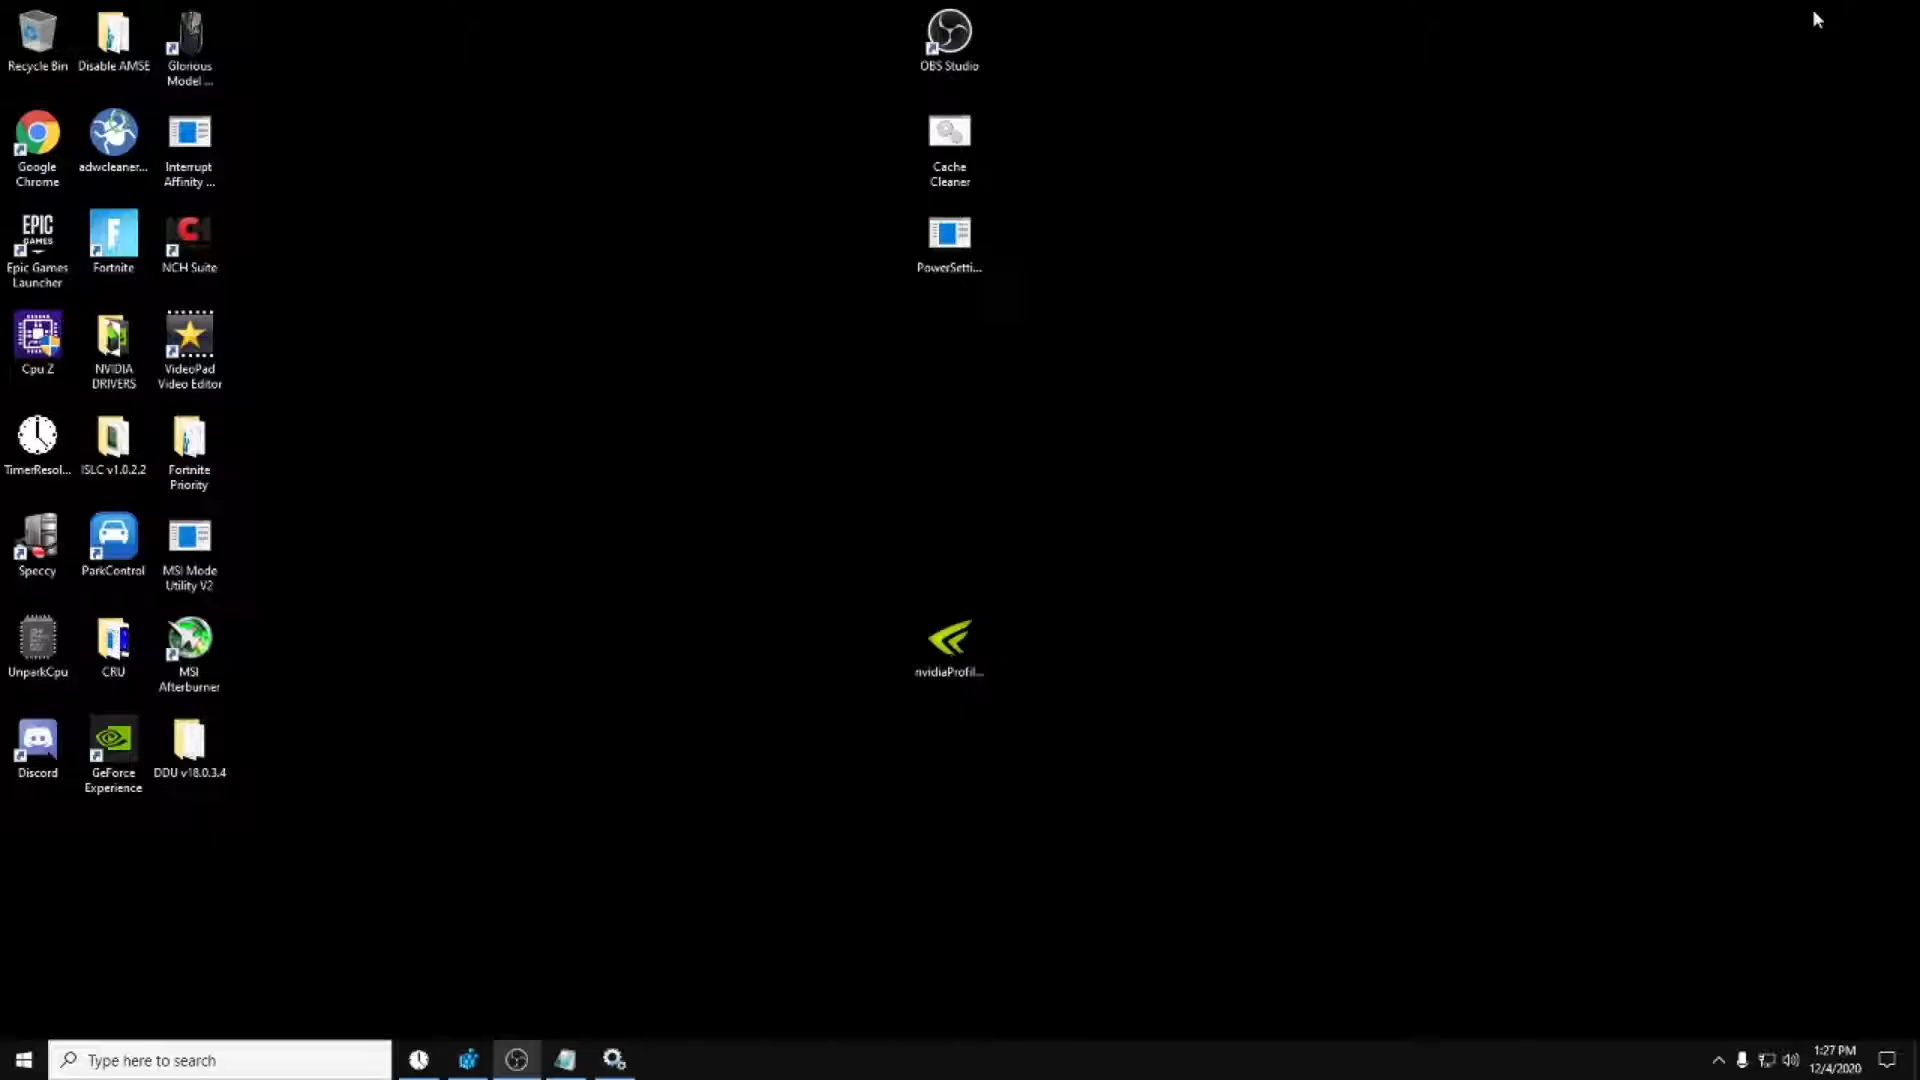 Recycle Bin
Disable AMSE
Glorious
Model ...
OBS Studio
Google
Chrome
adwcleaner...
Interrupt
Affinity ...
Cache
Cleaner
EPIC
GAMES
Epic Games
Launcher
F
Fortnite
NCH Suite
PowerSetti...
Cpu Z
NVIDIA
DRIVERS
VideoPad
Video Editor
TimerResol...
ISLC v1.0.2.2
Fortnite
Priority
Speccy
ParkControl
MSI Mode
Utility V2
UnparkCpu
CRU
MSI
Afterburner
nvidiaProfil...
Discord
GeForce
Experience
DDU v18.0.3.4
Type here to search
1:27 PM
12/4/2020